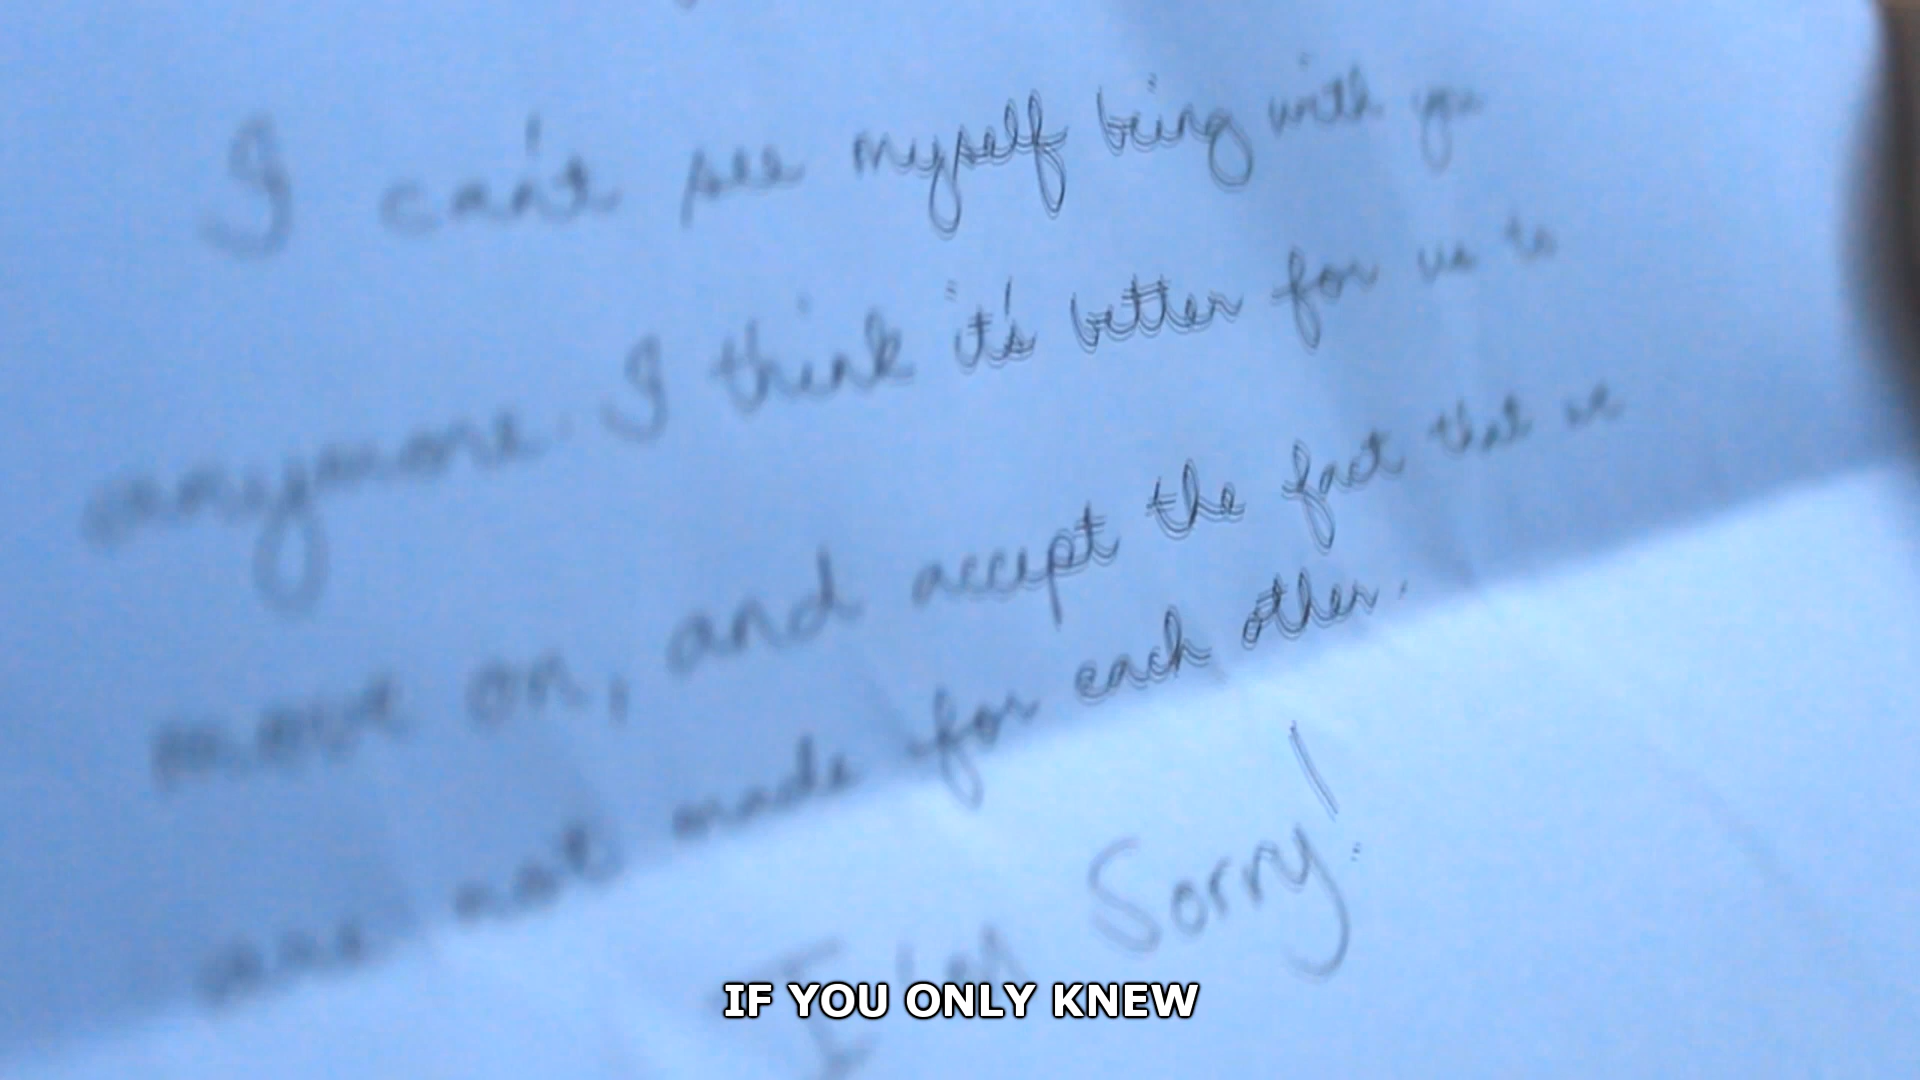 I can't see myself being with you
anymore. I think it's better for us to
move on, and accept the fact that we
are not made for each other.
I'm Sorry!
IF YOU ONLY KNEW